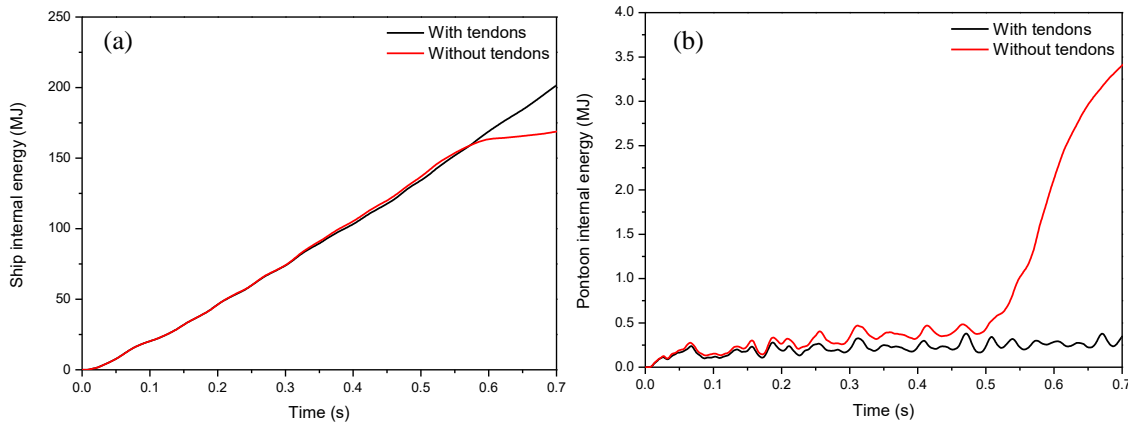 (a)
With tendons
Without tendons
Ship internal energy (MJ)
250
200
150
100
50
0
0.0 0.1 0.2 0.3 0.4 0.5 0.6 0.7
Time (s)
(b)
With tendons
Without tendons
Pontoon internal energy (MJ)
4.0
3.5
3.0
2.5
2.0
1.5
1.0
0.5
0.0
0.0 0.1 0.2 0.3 0.4 0.5 0.6 0.7
Time (s)